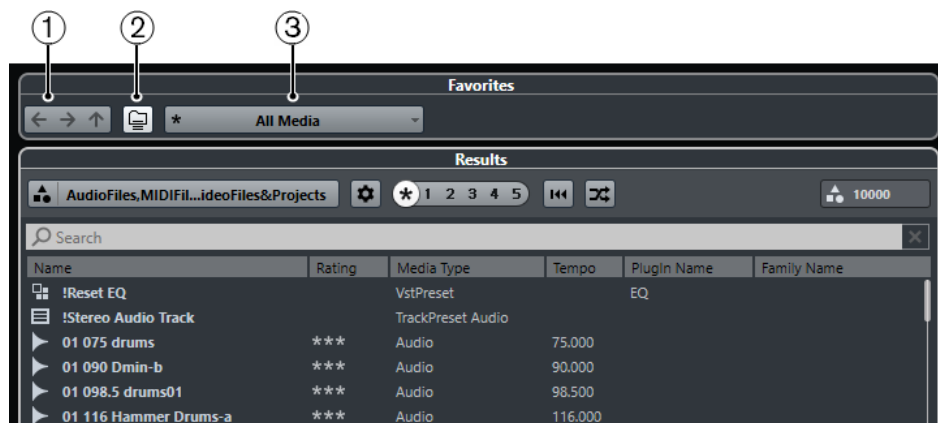 1 2 3
Favorites
* All Media
Results
AudioFiles,MIDIFil...ideoFiles&Projects * 1 2 3 4 5 10000
Search
Name Rating Media Type Tempo PlugIn Name Family Name
!Reset EQ VstPreset EQ
!Stereo Audio Track TrackPreset Audio
01 075 drums *** Audio 75.000
01 090 Dmin-b *** Audio 90.000
01 098.5 drums01 *** Audio 98.500
01 116 Hammer Drums-a *** Audio 116.000